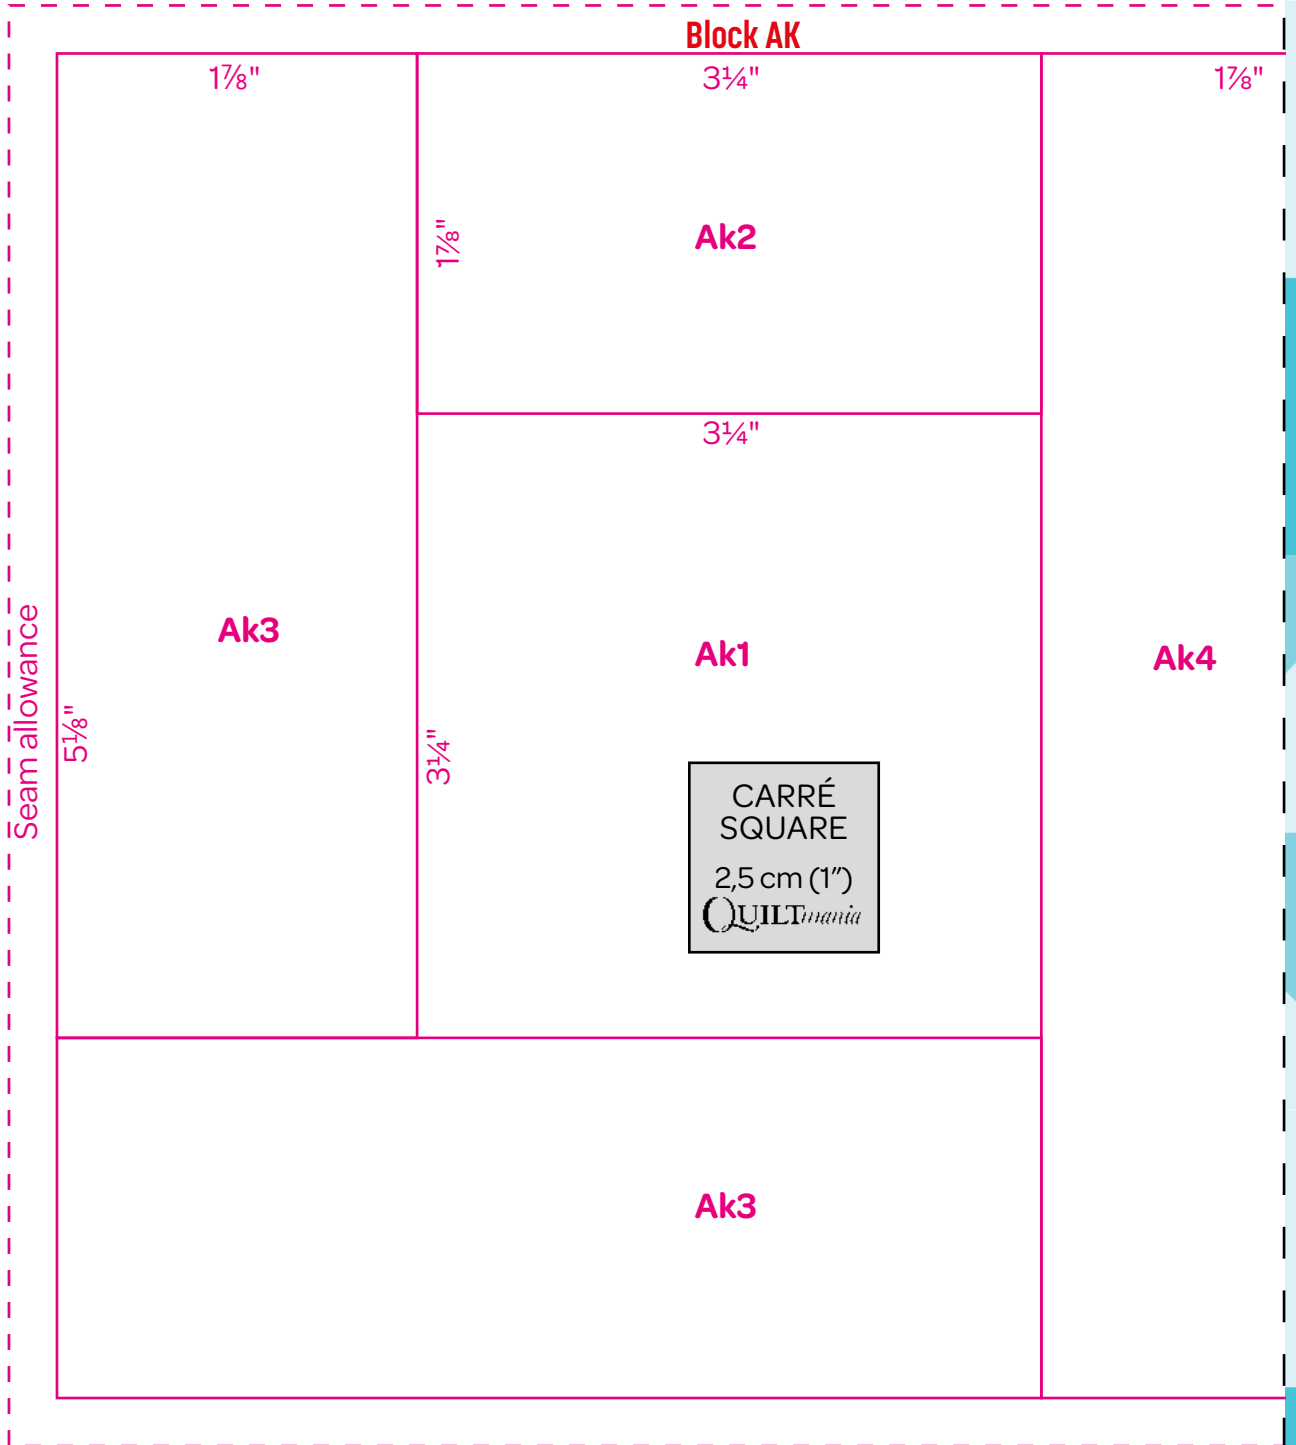 Block AK
1⅞"
3¼"
1⅞"
1⅞"
Ak2
3¼"
Seam allowance
5⅛"
Ak3
3¼"
Ak1
Ak4
CARRÉ
SQUARE
2,5 cm (1”)
QUILTmania
Ak3